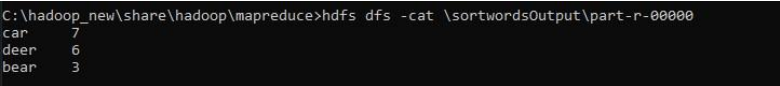 C:\hadoop_new\share\hadoop\mapreduce>hdfs dfs -cat \sortwordsOutput\part-r-00000
car     7
deer    6
bear    3